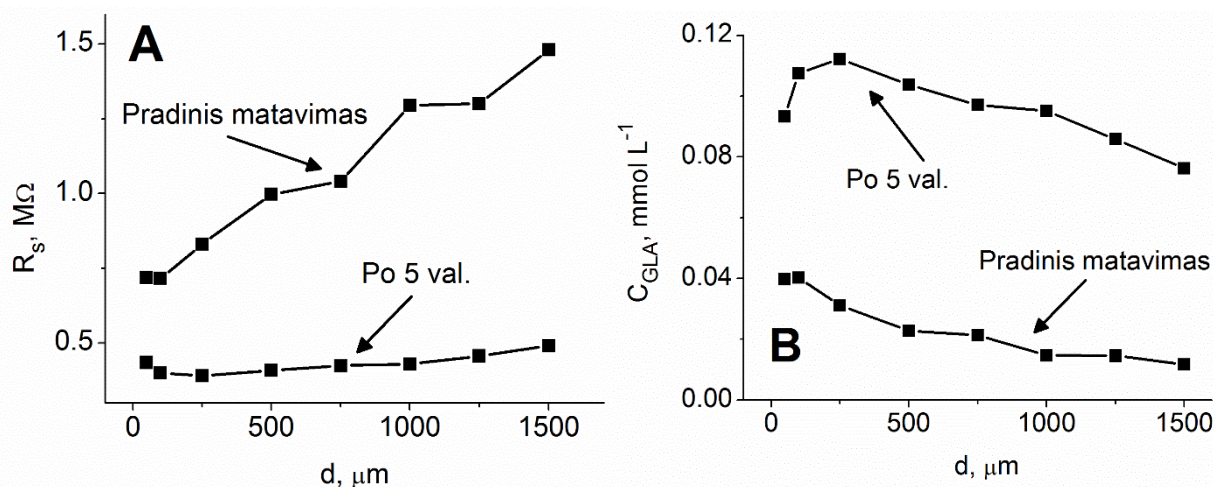 A
1.5
1.0
0.5
R_s, MΩ
Pradinis matavimas
Po 5 val.
0 500 1000 1500
d, μm
0.12
0.08
0.04
0.00
C_GLA, mmol L⁻¹
Po 5 val.
Pradinis matavimas
B
0 500 1000 1500
d, μm